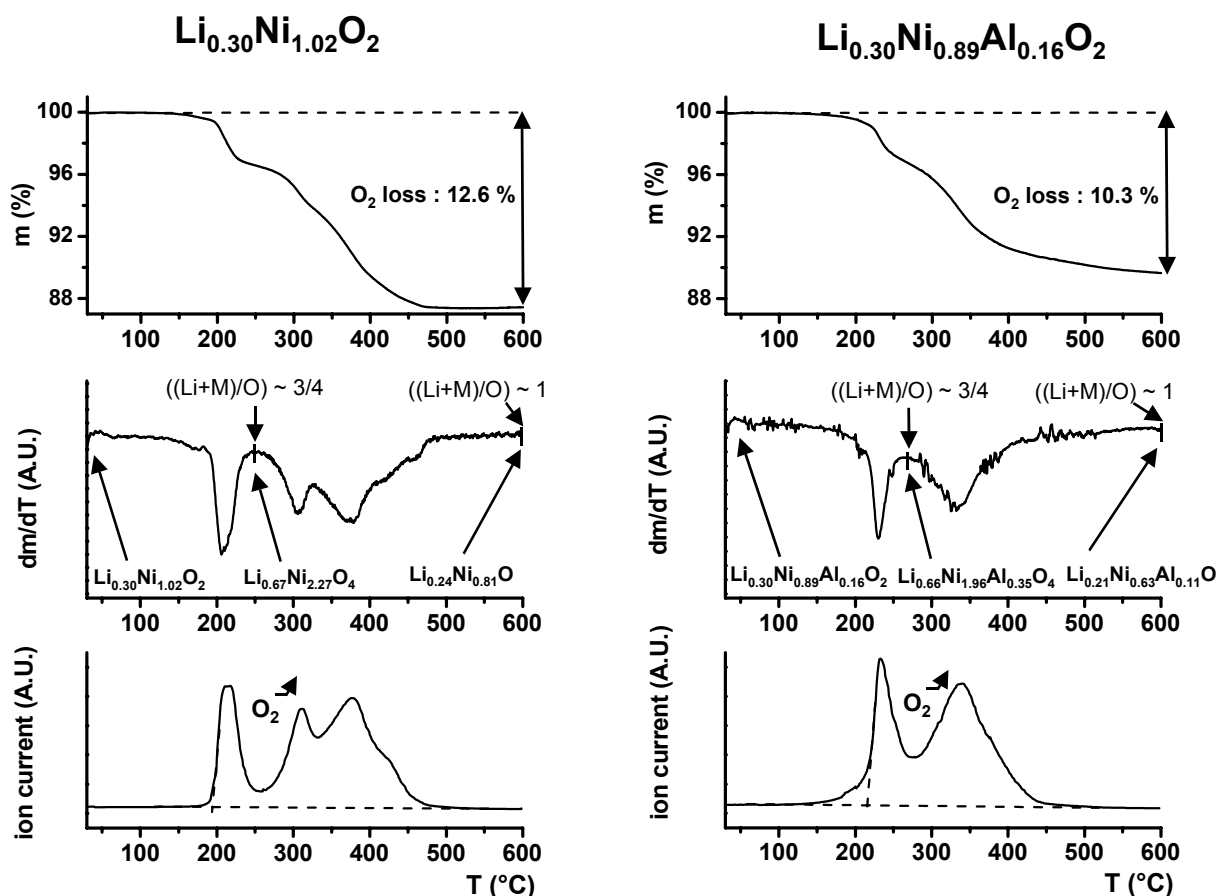 Li0.30Ni1.02O2
100
96
92
88
m (%)
O2 loss : 12.6 %
100 200 300 400 500 600
((Li+M)/O) ~ 3/4
((Li+M)/O) ~ 1
dm/dT (A.U.)
Li0.30Ni1.02O2
Li0.67Ni2.27O4
Li0.24Ni0.81O
100 200 300 400 500 600
ion current (A.U.)
O2
100 200 300 400 500 600
T (°C)
Li0.30Ni0.89Al0.16O2
100
96
92
88
m (%)
O2 loss : 10.3 %
100 200 300 400 500 600
((Li+M)/O) ~ 3/4
((Li+M)/O) ~ 1
dm/dT (A.U.)
Li0.30Ni0.89Al0.16O2
Li0.66Ni1.96Al0.35O4
Li0.21Ni0.63Al0.11O
100 200 300 400 500 600
ion current (A.U.)
O2
100 200 300 400 500 600
T (°C)